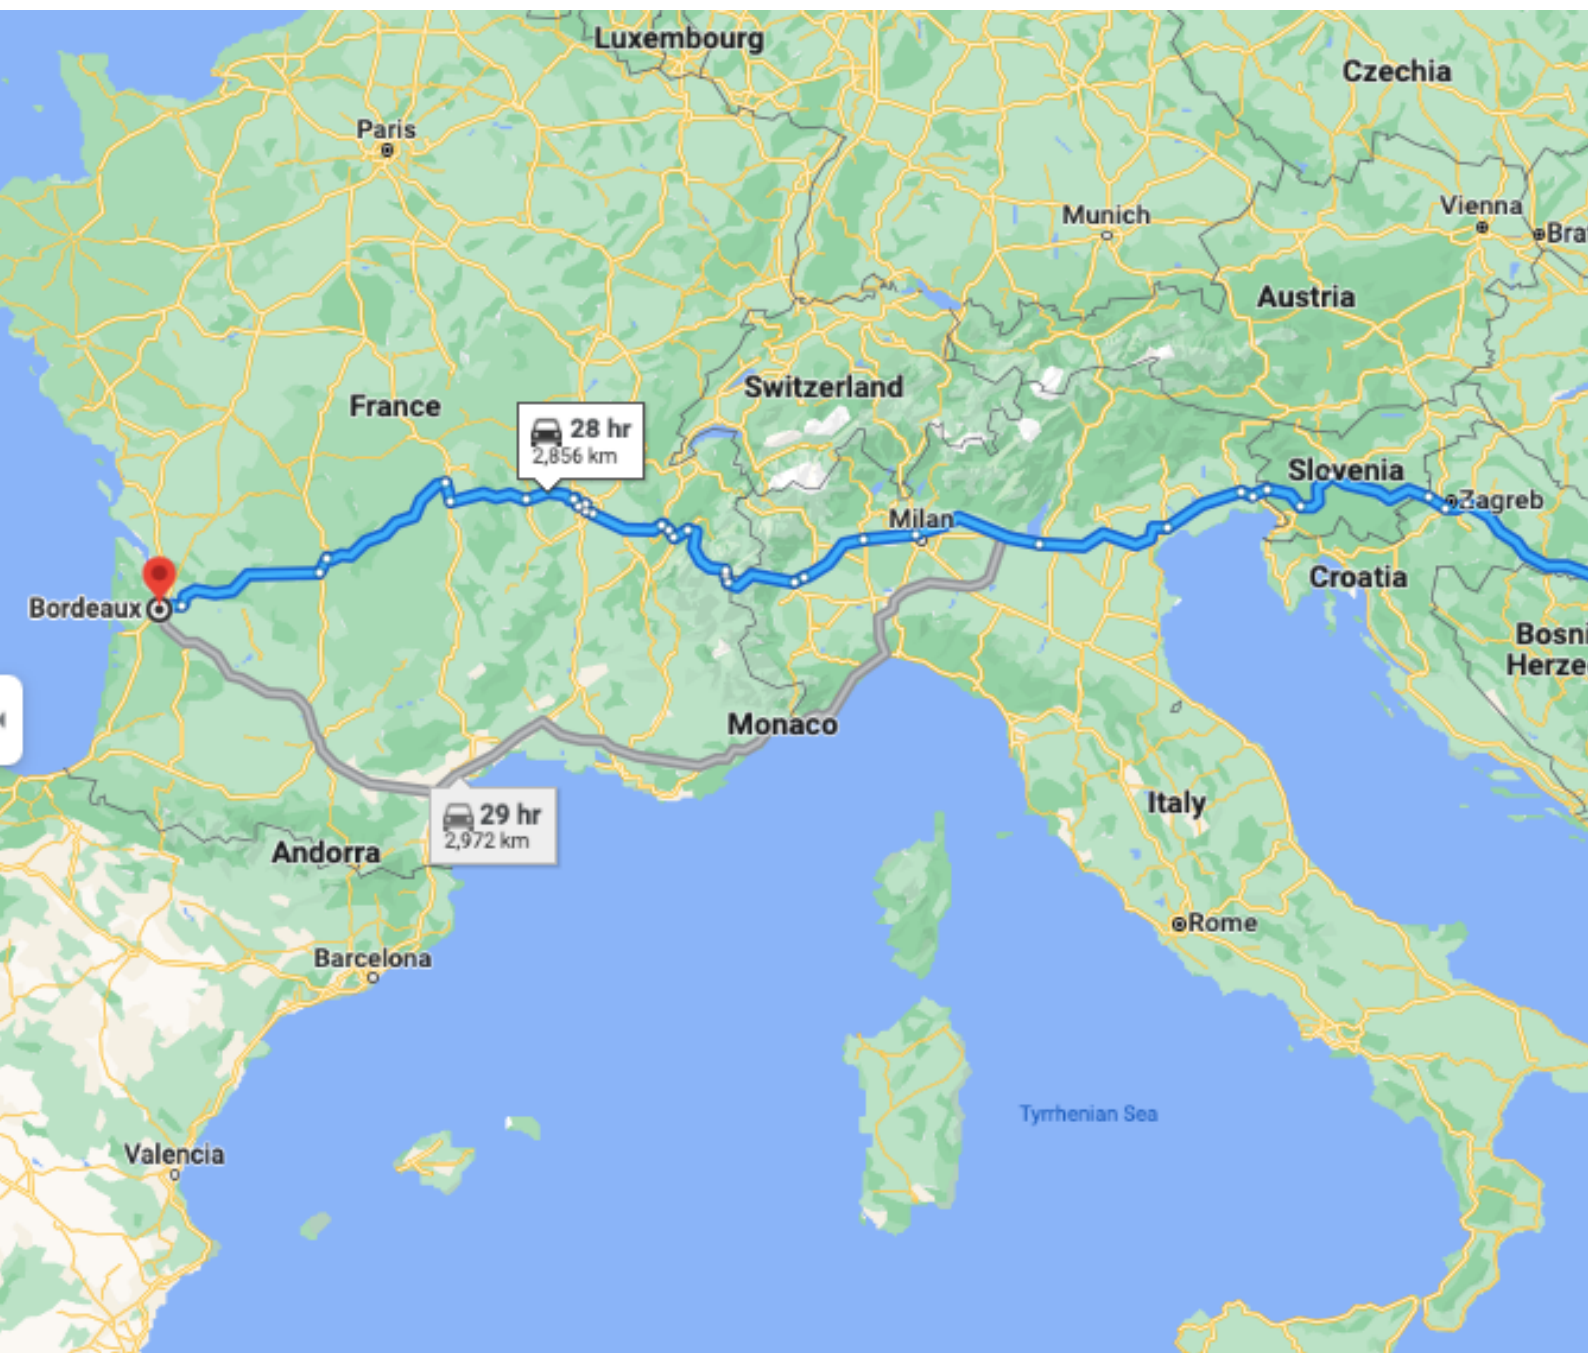 Luxembourg
Czechia
Paris
Munich
Vienna
Bra
Austria
Switzerland
France
28 hr
2,856 km
Slovenia
Zagreb
Milan
Croatia
Bordeaux
Bosni
Herze
Monaco
Italy
29 hr
2,972 km
Andorra
Rome
Barcelona
Tyrrhenian Sea
Valencia